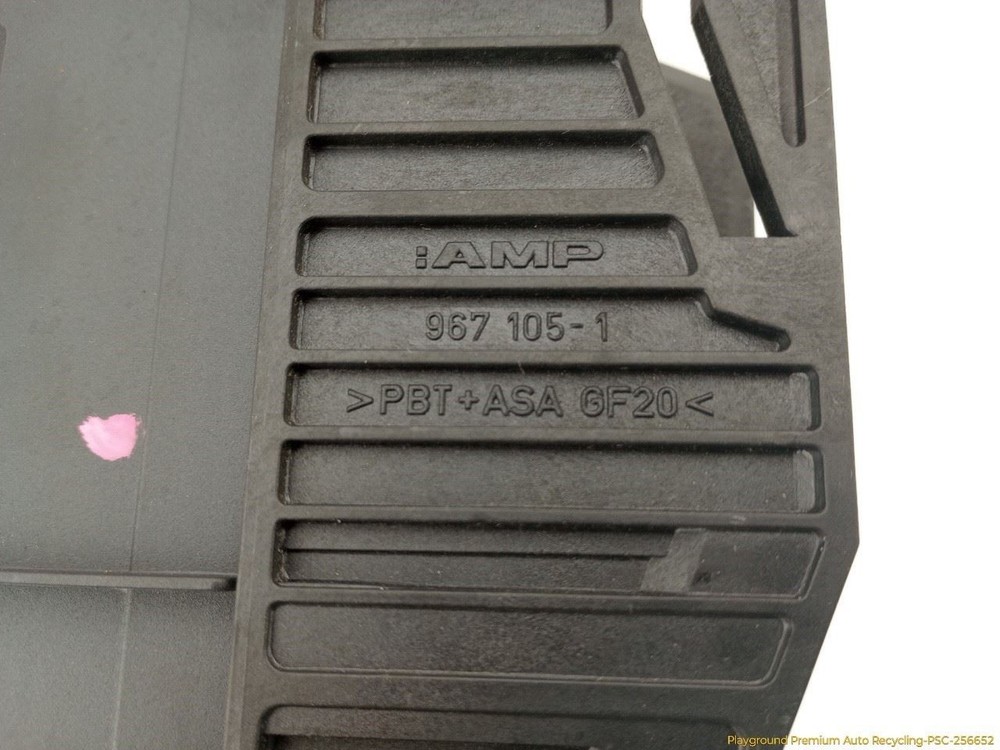 :AMP
967 105-1
>PBT+ASA GF20<
Playground Premium Auto Recycling-PSC-256652